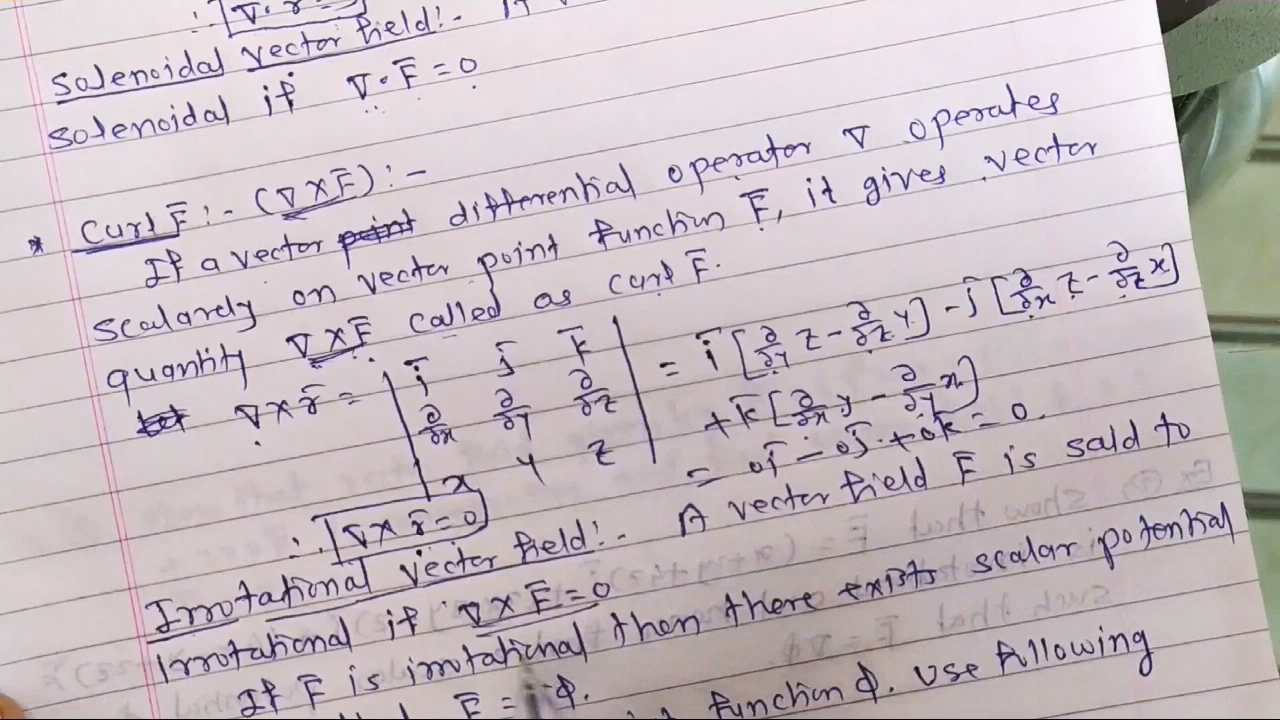 ∴ ∇·r̄ =
Solenoidal vector field:-
Solenoidal if ∇·F̄ = 0
* Curl F̄:- (∇×F̄):-
If a vector point differential operator ∇ operates
scalarly on vector point function F̄, it gives vector
quantity ∇×F̄ called as curl F̄.
∇×r̄ = | ī j̄ k̄ | = ī [∂/∂y z - ∂/∂z y] - j̄ [∂/∂x z - ∂/∂z x]
∂/∂x ∂/∂y ∂/∂z + k̄ [∂/∂x y - ∂/∂y x]
x y z = 0ī - 0j̄ + 0k̄ = 0.
∴ ∇×r̄ = 0
Irrotational vector field:- A vector field F̄ is said to
irrotational if ∇×F̄ = 0
If F̄ is irrotational then there exists scalar potential
F̄ = ϕ.
function ϕ. Use following